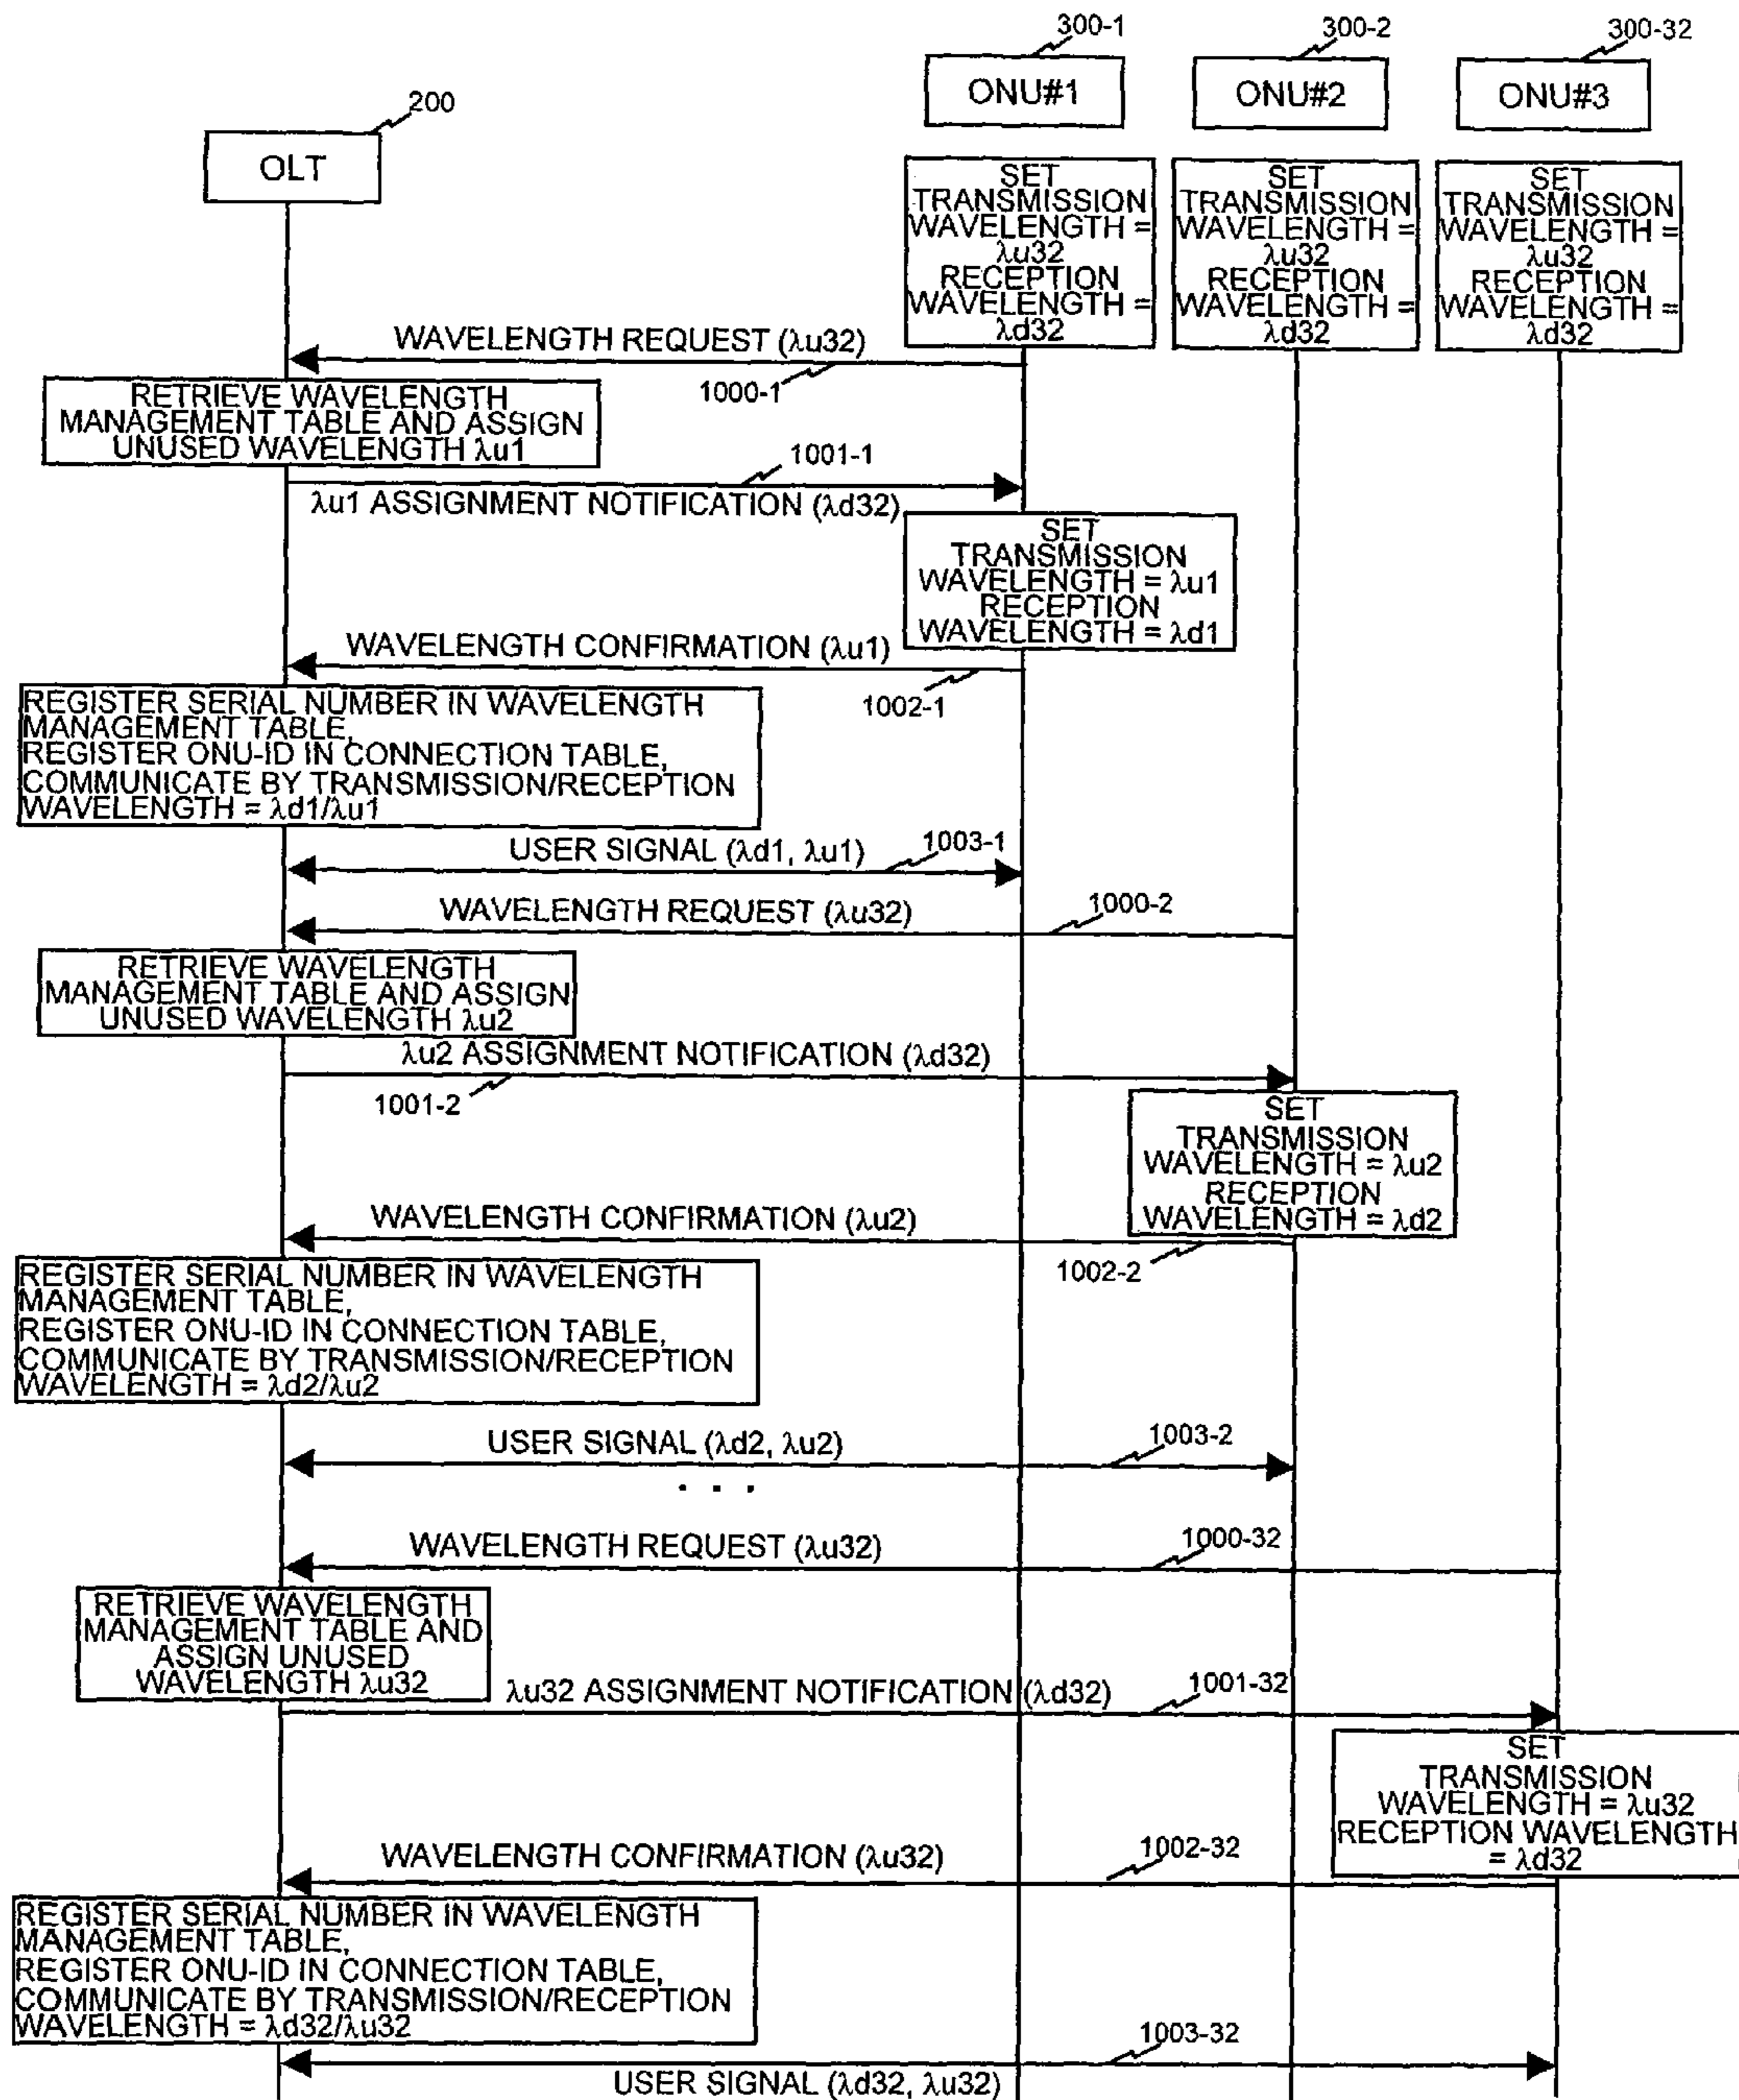 300-1
300-2
300-32
ONU#1
ONU#2
ONU#3
200
OLT
SET
TRANSMISSION
WAVELENGTH =
λu32
RECEPTION
WAVELENGTH =
λd32
SET
TRANSMISSION
WAVELENGTH =
λu32
RECEPTION
WAVELENGTH =
λd32
SET
TRANSMISSION
WAVELENGTH =
λu32
RECEPTION
WAVELENGTH =
λd32
WAVELENGTH REQUEST (λu32)
1000-1
RETRIEVE WAVELENGTH
MANAGEMENT TABLE AND ASSIGN
UNUSED WAVELENGTH λu1
1001-1
λu1 ASSIGNMENT NOTIFICATION (λd32)
SET
TRANSMISSION
WAVELENGTH = λu1
RECEPTION
WAVELENGTH = λd1
WAVELENGTH CONFIRMATION (λu1)
1002-1
REGISTER SERIAL NUMBER IN WAVELENGTH
MANAGEMENT TABLE,
REGISTER ONU-ID IN CONNECTION TABLE,
COMMUNICATE BY TRANSMISSION/RECEPTION
WAVELENGTH = λd1/λu1
USER SIGNAL (λd1, λu1)
1003-1
WAVELENGTH REQUEST (λu32)
1000-2
RETRIEVE WAVELENGTH
MANAGEMENT TABLE AND ASSIGN
UNUSED WAVELENGTH λu2
λu2 ASSIGNMENT NOTIFICATION (λd32)
1001-2
SET
TRANSMISSION
WAVELENGTH = λu2
RECEPTION
WAVELENGTH = λd2
WAVELENGTH CONFIRMATION (λu2)
1002-2
REGISTER SERIAL NUMBER IN WAVELENGTH
MANAGEMENT TABLE,
REGISTER ONU-ID IN CONNECTION TABLE,
COMMUNICATE BY TRANSMISSION/RECEPTION
WAVELENGTH = λd2/λu2
USER SIGNAL (λd2, λu2)
1003-2
. . .
WAVELENGTH REQUEST (λu32)
1000-32
RETRIEVE WAVELENGTH
MANAGEMENT TABLE AND
ASSIGN UNUSED
WAVELENGTH λu32
λu32 ASSIGNMENT NOTIFICATION (λd32)
1001-32
SET
TRANSMISSION
WAVELENGTH = λu32
RECEPTION WAVELENGTH
= λd32
WAVELENGTH CONFIRMATION (λu32)
1002-32
REGISTER SERIAL NUMBER IN WAVELENGTH
MANAGEMENT TABLE,
REGISTER ONU-ID IN CONNECTION TABLE,
COMMUNICATE BY TRANSMISSION/RECEPTION
WAVELENGTH = λd32/λu32
1003-32
USER SIGNAL (λd32, λu32)